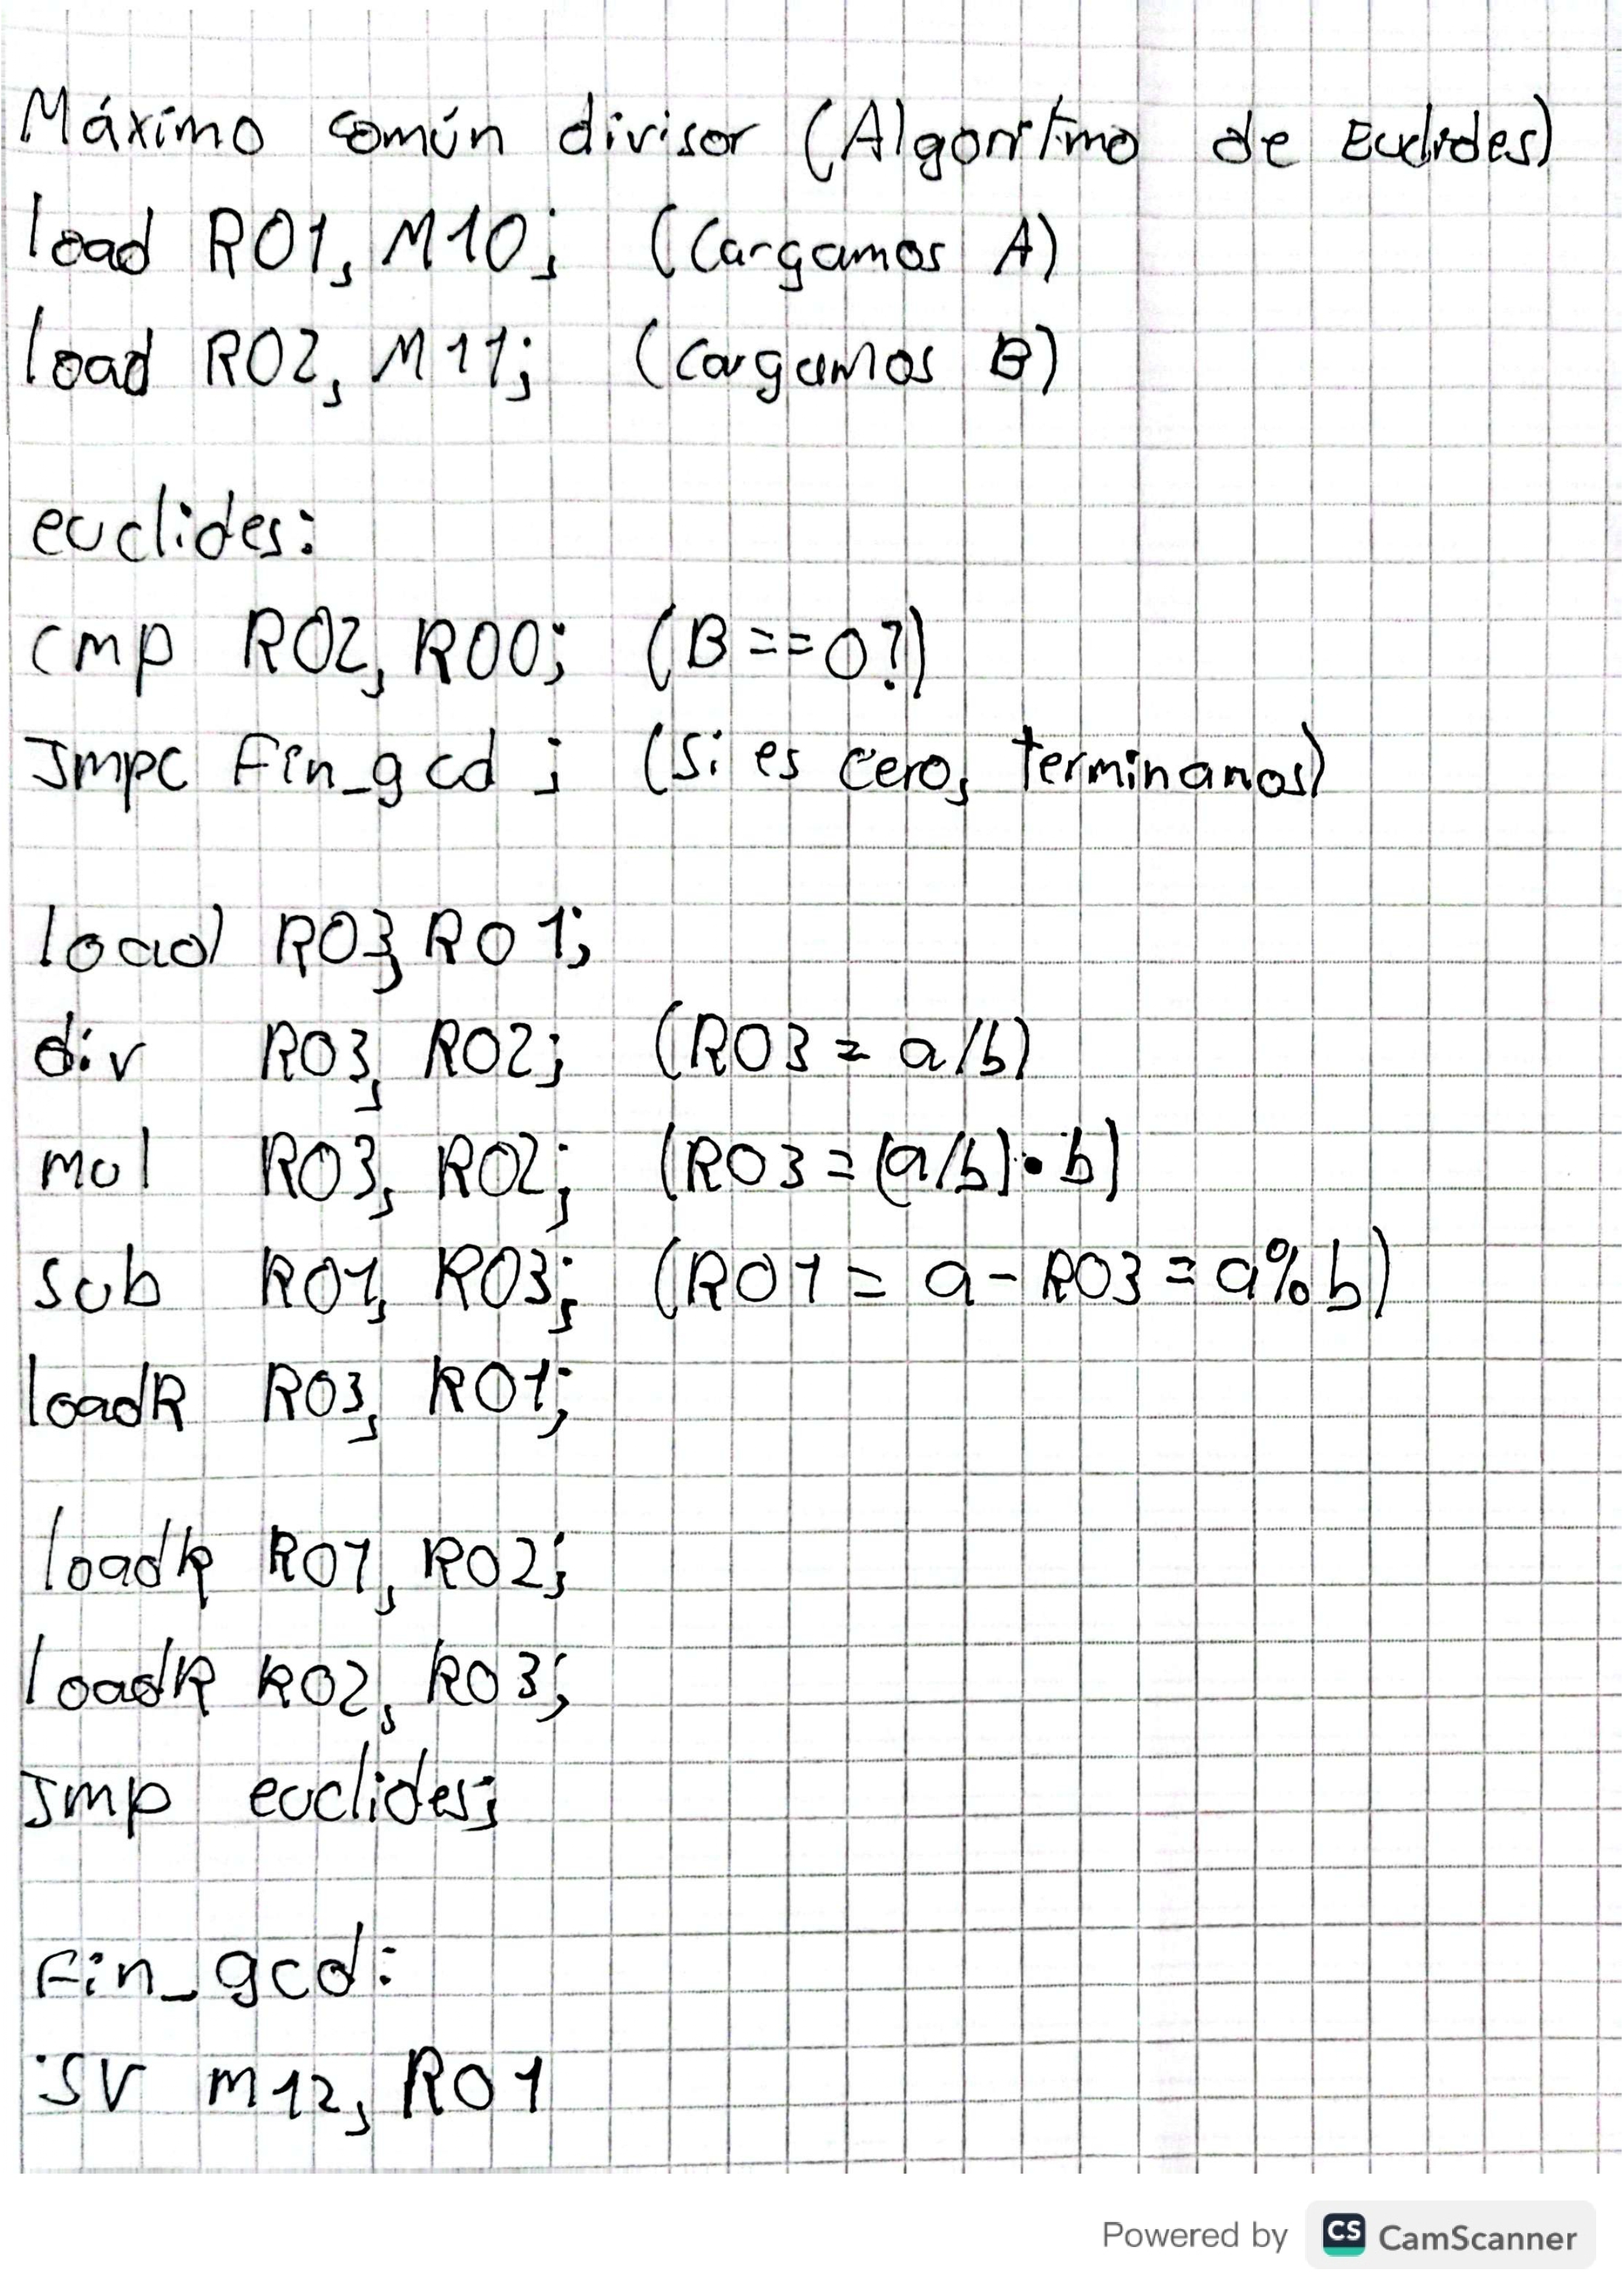 Máximo común divisor (Algoritmo de Euclides)
load R01, M10; (Cargamos A)
load R02, M11; (Cargamos B)
euclides:
cmp R02, R00; (B==0?)
Jmpc Fin_gcd ; (Si es cero, terminanos)
load R03, R01;
div R03, R02; (R03 = a/b)
mul R03, R02; (R03 = (a/b)•b)
sub R01, R03; (R01 = a - R03 = a%b)
loadR R03, R01;
loadR R01, R02;
loadR R02, R03;
Jmp euclides;
Fin_gcd:
SV m12, R01
Powered by CS CamScanner